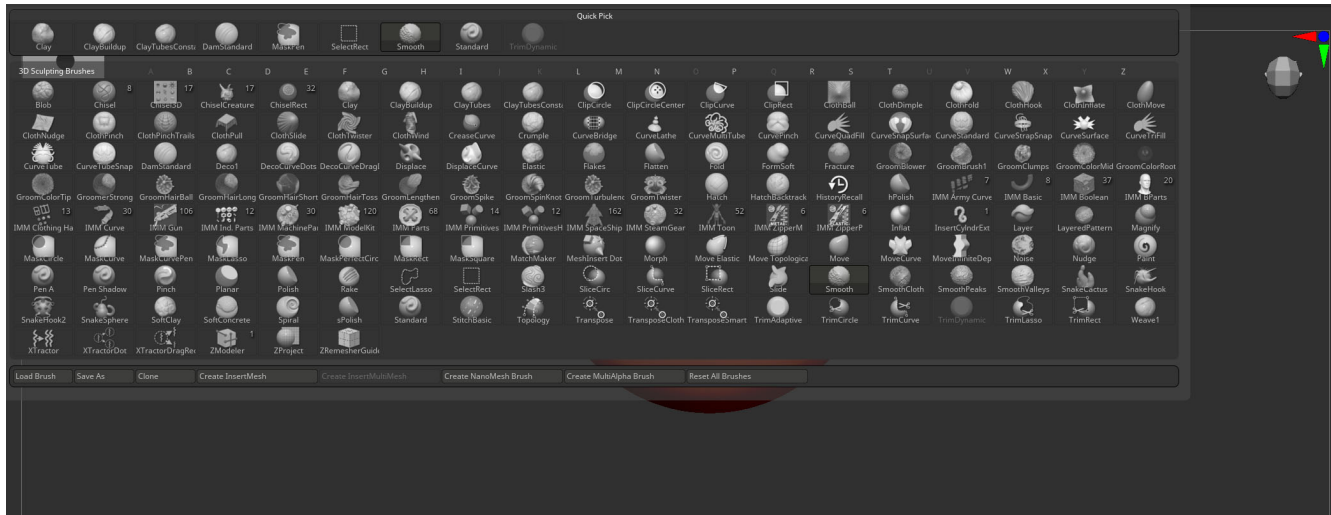 Quick Pick
Clay ClayBuildup ClayTubesConsta DamStandard MaskPen SelectRect Smooth Standard TrimDynamic
3D Sculpting Brushes A B C D E F G H I J K L M N O P Q R S T U V W X Y Z
8 17 17 32
Blob Chisel Chisel3D ChiselCreature ChiselRect Clay ClayBuildup ClayTubes ClayTubesConsta ClipCircle ClipCircleCenter ClipCurve ClipRect ClothBall ClothDimple ClothFold ClothHook ClothInflate ClothMove
ClothNudge ClothPinch ClothPinchTrails ClothPull ClothSlide ClothTwister ClothWind CreaseCurve Crumple CurveBridge CurveLathe CurveMultiTube CurvePinch CurveQuadFill CurveSnapSurfa CurveStandard CurveStrapSnap CurveSurface CurveTriFill
CurveTube CurveTubeSnap DamStandard Deco1 DecoCurveDots DecoCurveDragl Displace DisplaceCurve Elastic Flakes Flatten Fold FormSoft Fracture GroomBlower GroomBrush1 GroomClumps GroomColorMid GroomColorRoot
GroomColorTip GroomerStrong GroomHairBall GroomHairLong GroomHairShort GroomHairToss GroomLengthen GroomSpike GroomSpinKnot GroomTurbulenc GroomTwister Hatch HatchBacktrack HistoryRecall hPolish IMM Army Curve IMM Basic IMM Boolean IMM BParts
7 8 37 20
13 30 106 12 30 120 68 14 12 162 32 52 6 6 1
IMM Clothing Ha IMM Curve IMM Gun IMM Ind. Parts IMM MachinePar IMM ModelKit IMM Parts IMM Primitives IMM PrimitivesH IMM SpaceShip IMM SteamGear IMM Toon IMM ZipperM IMM ZipperP Inflat InsertCylndrExt Layer LayeredPattern Magnify
MaskCircle MaskCurve MaskCurvePen MaskLasso MaskPen MaskPerfectCirc MaskRect MaskSquare MatchMaker MeshInsert Dot Morph Move Elastic Move Topologica Move MoveCurve MoveInfiniteDep Noise Nudge Paint
Pen A Pen Shadow Pinch Planar Polish Rake SelectLasso SelectRect Slash3 SliceCirc SliceCurve SliceRect Slide Smooth SmoothCloth SmoothPeaks SmoothValleys SnakeCactus SnakeHook
SnakeHook2 SnakeSphere SoftClay SoftConcrete Spiral sPolish Standard StitchBasic Topology Transpose TransposeCloth TransposeSmart TrimAdaptive TrimCircle TrimCurve TrimDynamic TrimLasso TrimRect Weave1
1
XTractor XTractorDot XTractorDragRec ZModeler ZProject ZRemesherGuide
Load Brush Save As Clone Create InsertMesh Create InsertMultiMesh Create NanoMesh Brush Create MultiAlpha Brush Reset All Brushes